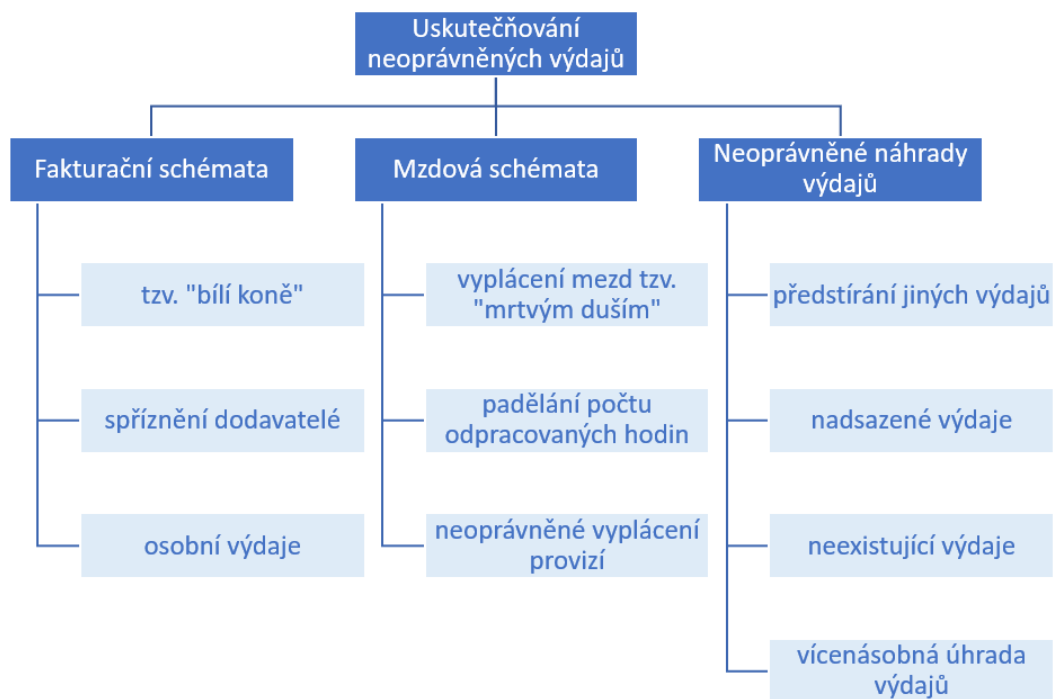 Uskutečňování
neoprávněných výdajů
Fakturační schémata
Mzdová schémata
Neoprávněné náhrady
výdajů
tzv. "bílí koně"
spříznění dodavatelé
osobní výdaje
vyplácení mezd tzv.
"mrtvým duším"
padělání počtu
odpracovaných hodin
neoprávněné vyplácení
provizí
předstírání jiných výdajů
nadsazené výdaje
neexistující výdaje
vícenásobná úhrada
výdajů